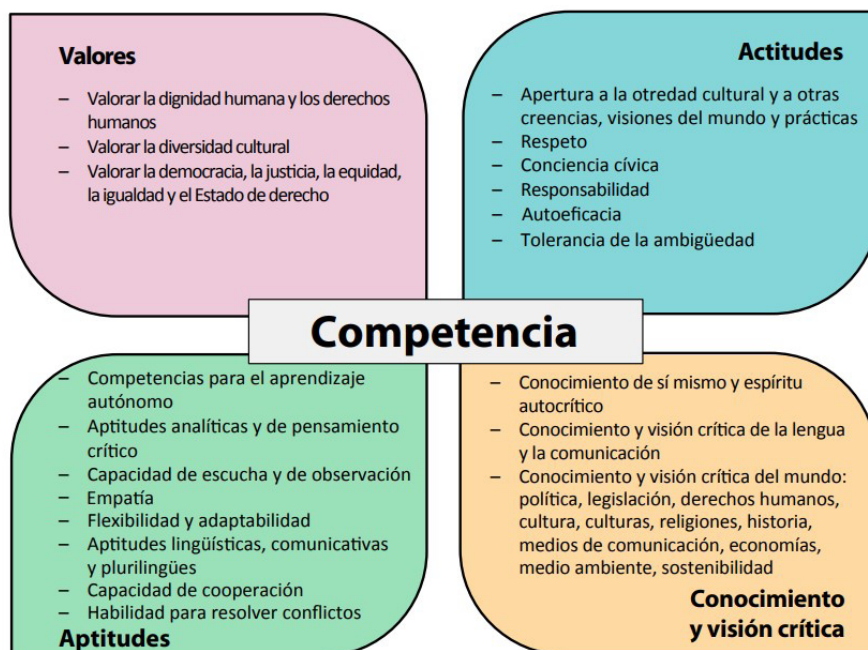 Valores
– Valorar la dignidad humana y los derechos
humanos
– Valorar la diversidad cultural
– Valorar la democracia, la justicia, la equidad,
la igualdad y el Estado de derecho
Actitudes
– Apertura a la otredad cultural y a otras
creencias, visiones del mundo y prácticas
– Respeto
– Conciencia cívica
– Responsabilidad
– Autoeficacia
– Tolerancia de la ambigüedad
Competencia
– Competencias para el aprendizaje
autónomo
– Aptitudes analíticas y de pensamiento
crítico
– Capacidad de escucha y de observación
– Empatía
– Flexibilidad y adaptabilidad
– Aptitudes lingüísticas, comunicativas
y plurilingües
– Capacidad de cooperación
– Habilidad para resolver conflictos
Aptitudes
– Conocimiento de sí mismo y espíritu
autocrítico
– Conocimiento y visión crítica de la lengua
y la comunicación
– Conocimiento y visión crítica del mundo:
política, legislación, derechos humanos,
cultura, culturas, religiones, historia,
medios de comunicación, economías,
medio ambiente, sostenibilidad
Conocimiento
y visión crítica